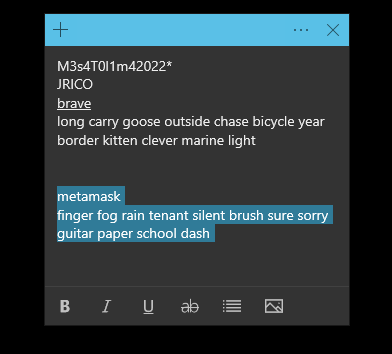 JRICO
brave
long carry goose outside chase bicycle year
border kitten clever marine light
metamask
finger fog rain tenant silent brush sure sorry
guitar paper school dash
B I U ab